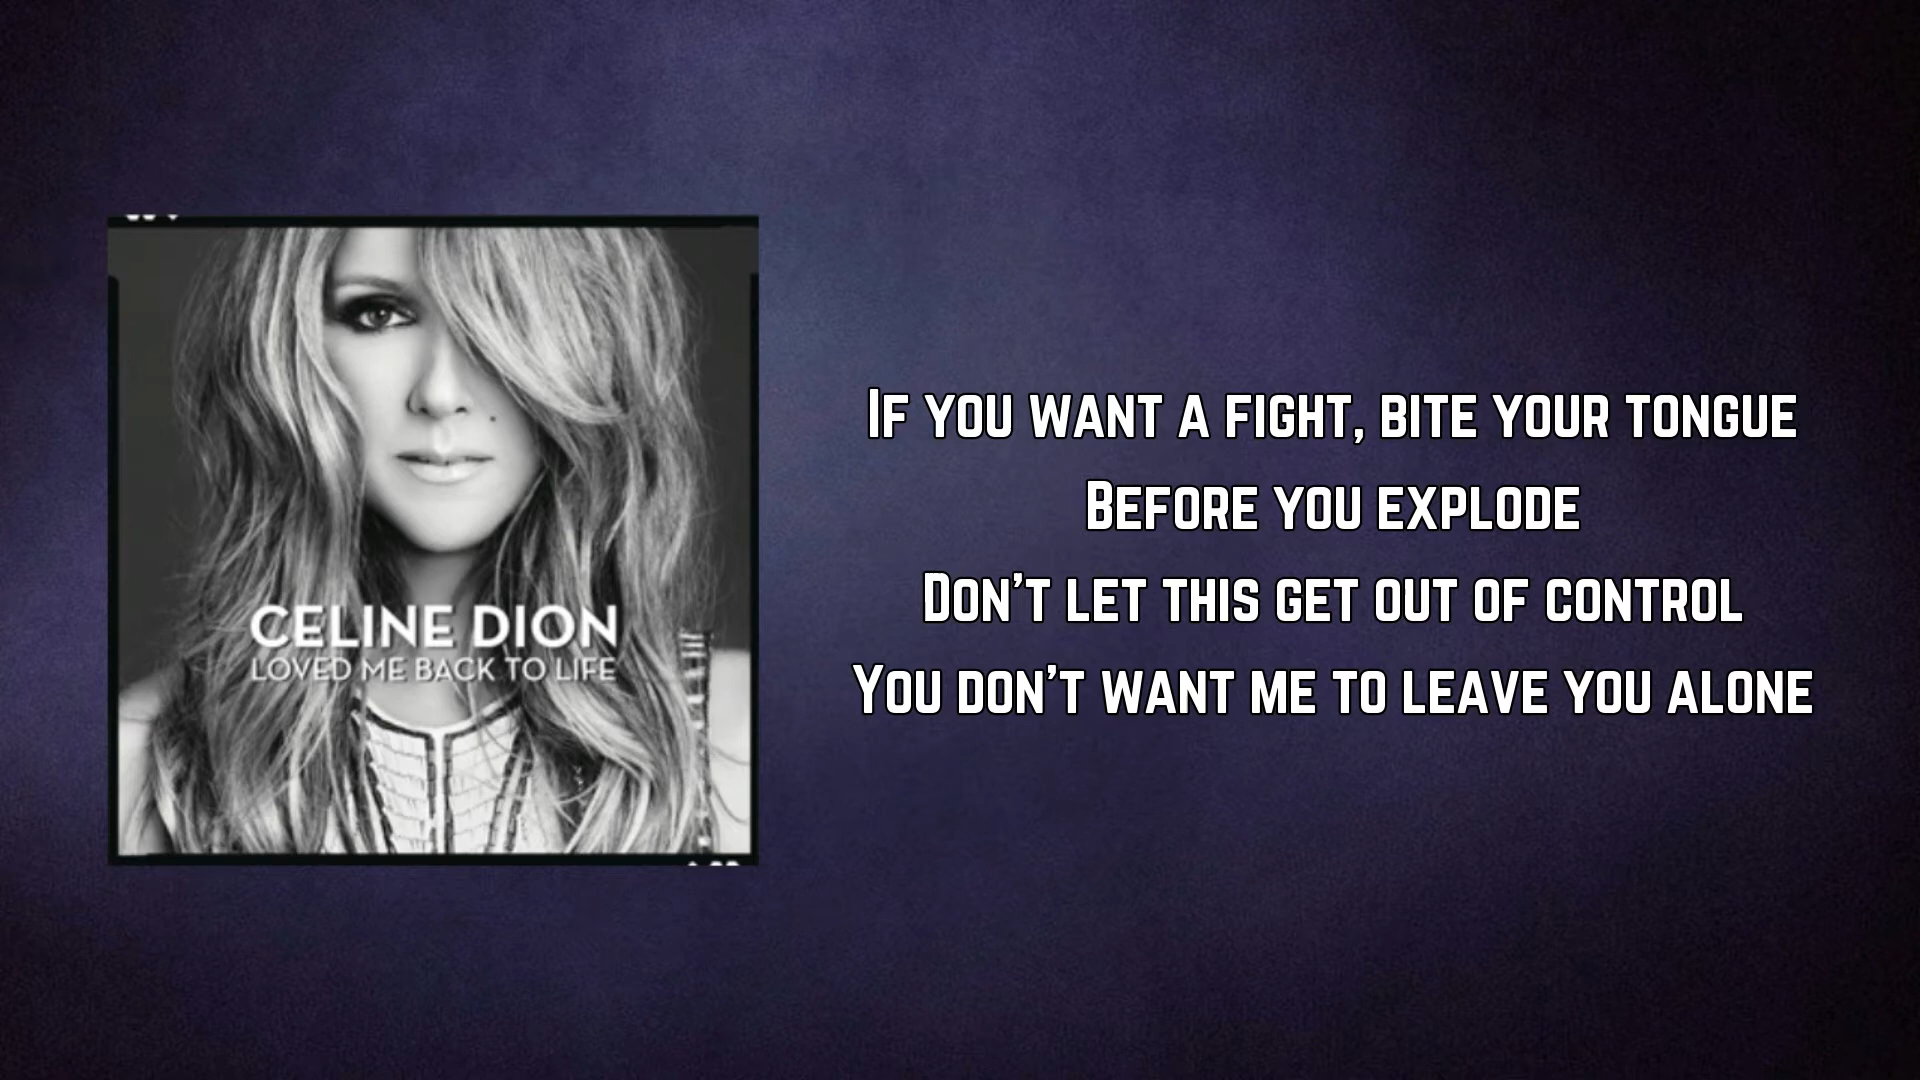 CELINE DION
LOVED ME BACK TO LIFE
If you want a fight, bite your tongue
Before you explode
Don't let this get out of control
You don't want me to leave you alone